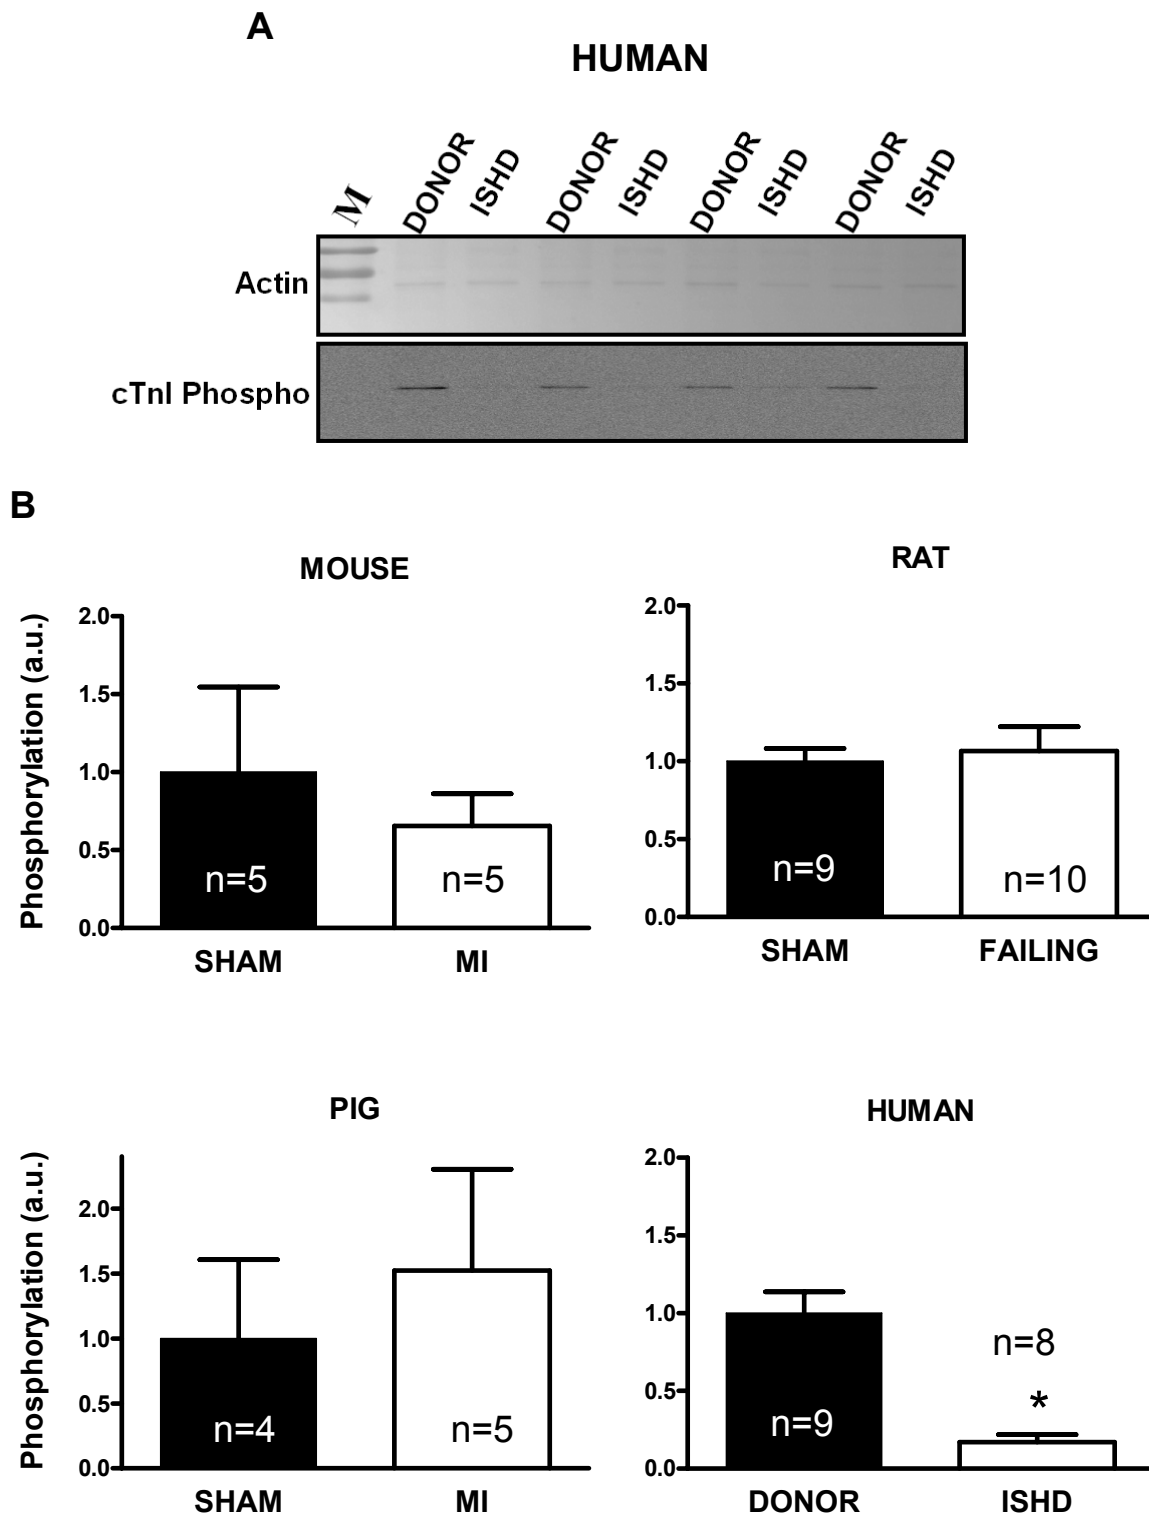 A
HUMAN
M DONOR ISHD DONOR ISHD DONOR ISHD DONOR ISHD
Actin
cTnI Phospho
B
MOUSE
Phosphorylation (a.u.)
2.0
1.5
1.0
0.5
0.0
n=5 n=5
SHAM MI
RAT
2.0
1.5
1.0
0.5
0.0
n=9 n=10
SHAM FAILING
PIG
Phosphorylation (a.u.)
2.0
1.5
1.0
0.5
0.0
n=4 n=5
SHAM MI
HUMAN
2.0
1.5
1.0
0.5
0.0
n=8
*
n=9
DONOR ISHD